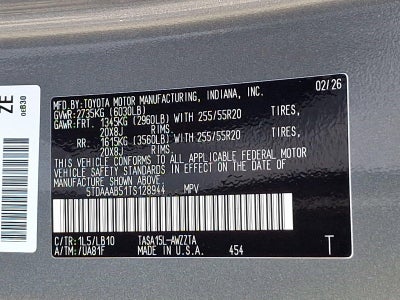 ZE
0EB30
02/26
MFD.BY:TOYOTA MOTOR MANUFACTURING, INDIANA, INC.
GVWR:2735KG (6030LB)
GAWR:FRT. 1345KG (2960LB) WITH 255/55R20 TIRES,
20X8J RIMS.
RR 1615KG (3560LB) WITH 255/55R20 TIRES,
20X8J RIMS.
THIS VEHICLE CONFORMS TO ALL APPLICABLE FEDERAL MOTOR
VEHICLE SAFETY STANDARDS IN EFFECT ON THE DATE OF
MANUFACTURE SHOWN ABOVE.
5TDAAAB51TS128944 MPV
C/TR:1L5/LB10 TASA15L-AWZZTA
A/TM:/UA81F MADE IN U.S.A. 454
T